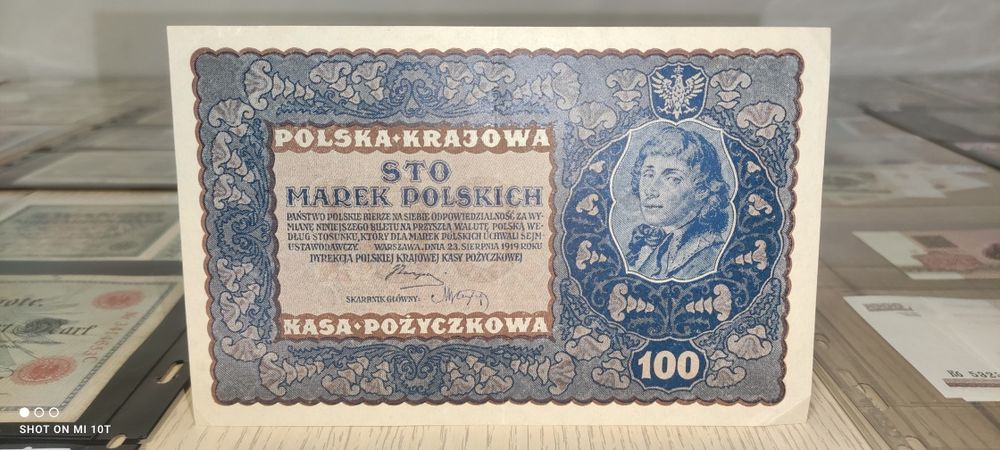 POLSKA•KRAJOWA
STO
MAREK POLSKICH
PAŃSTWO POLSKIE BIERZE NA SIEBIE ODPOWIEDZIALNOŚĆ ZA WY-
MIANĘ NINIEJSZEGO BILETU NA PRZYSZŁĄ WALUTĘ POLSKĄ WE-
DŁUG STOSUNKU, KTÓRY DLA MAREK POLSKICH UCHWALI SEJM
USTAWODAWCZY. WARSZAWA, DNIA 23. SIERPNIA 1919 ROKU
DYREKCJA POLSKIEJ KRAJOWEJ KASY POŻYCZKOWEJ
SKARBNIK GŁÓWNY:
KASA•POŻYCZKOWA
100
SHOT ON MI 10T